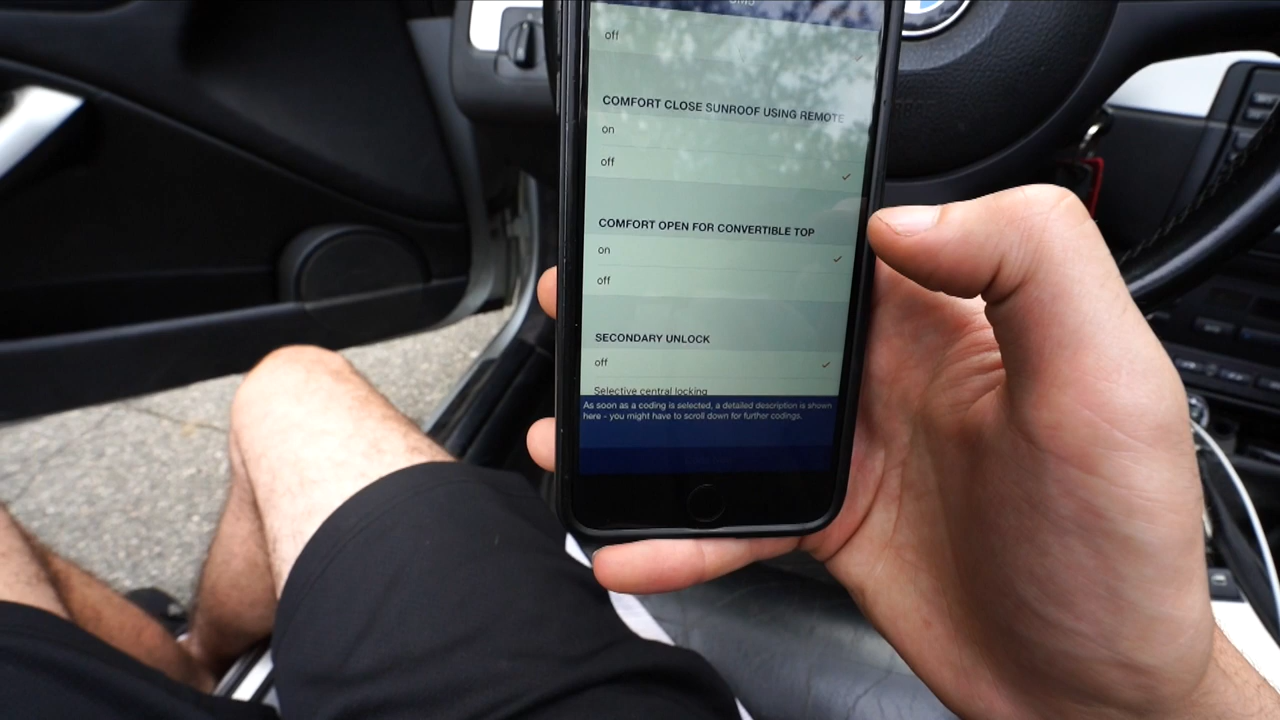 off
COMFORT CLOSE SUNROOF USING REMOTE
on
off
COMFORT OPEN FOR CONVERTIBLE TOP
on
off
SECONDARY UNLOCK
off
Selective central locking
As soon as a coding is selected, a detailed description is shown
here - you might have to scroll down for further codings.